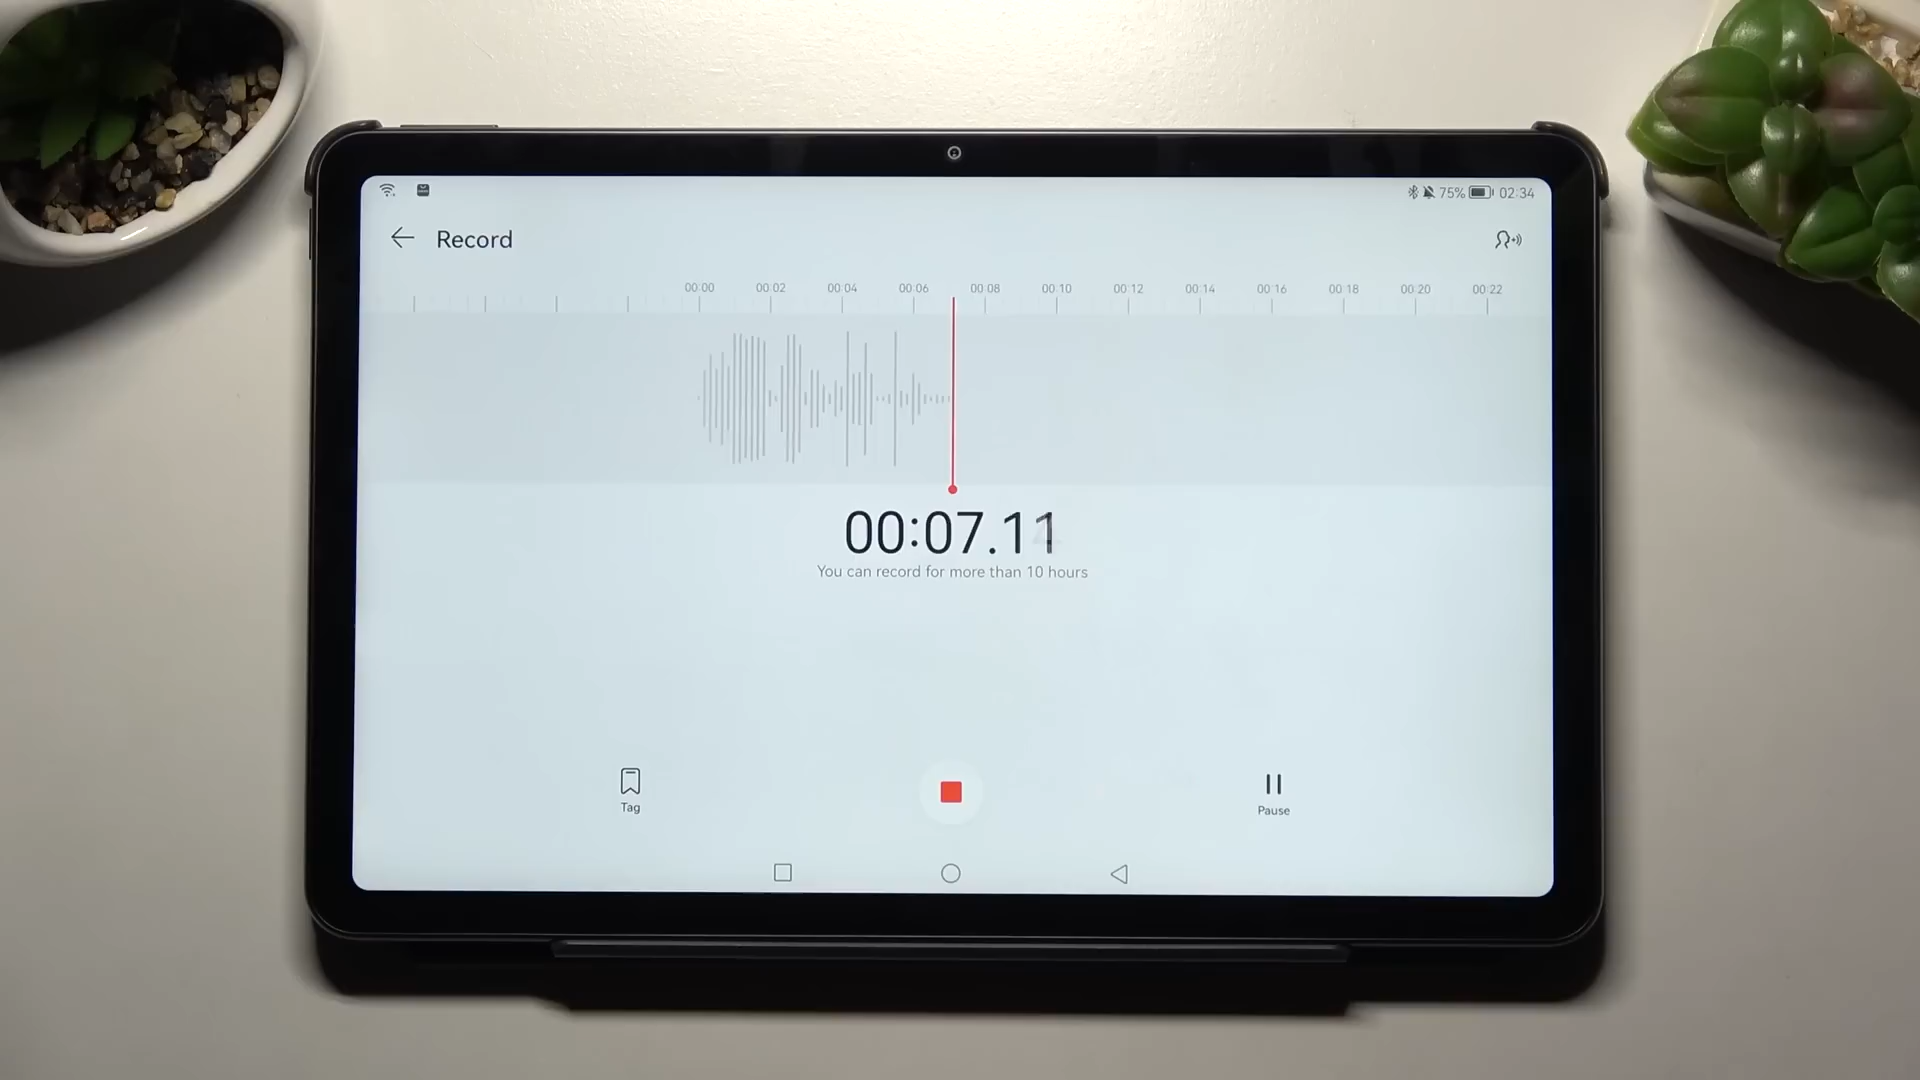 75% 02:34
Record
00:00 00:02 00:04 00:06 00:08 00:10 00:12 00:14 00:16 00:18 00:20 00:22
00:07.11
You can record for more than 10 hours
Tag
Pause